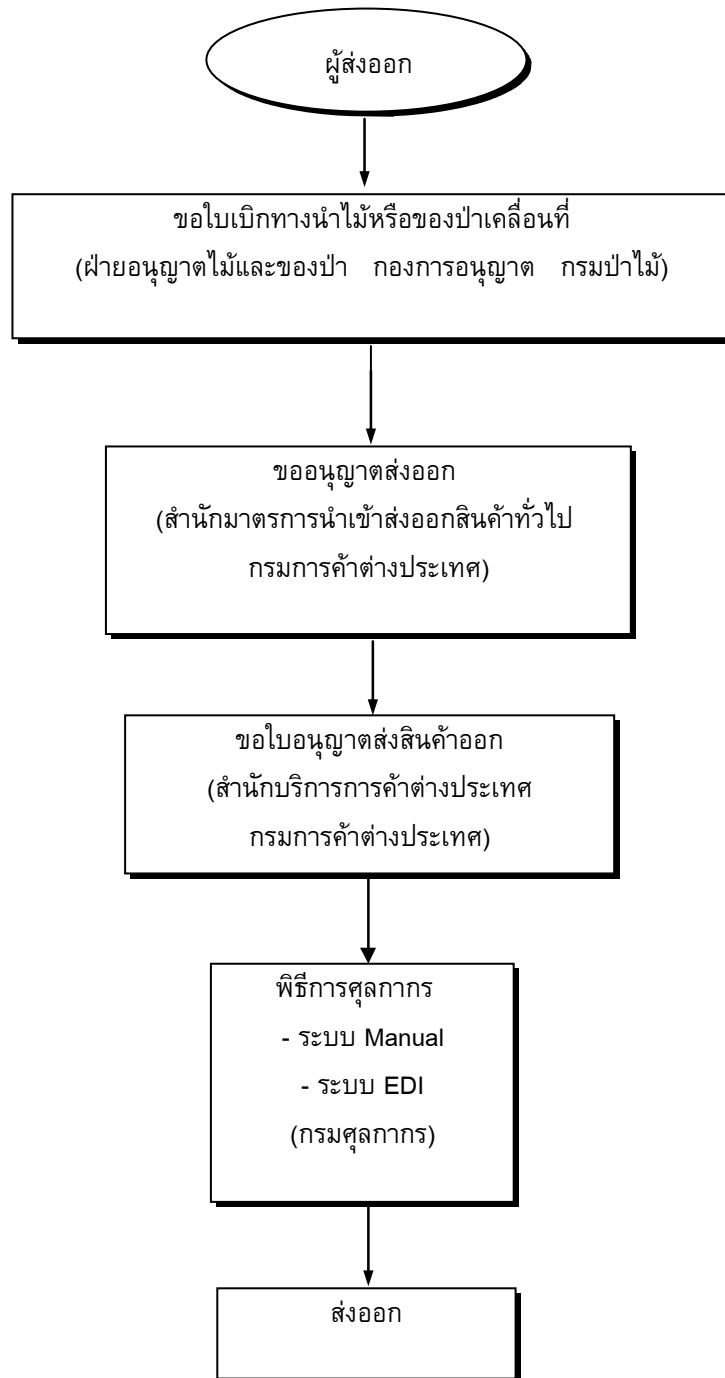 ผู้ส่งออก
ขอใบเบิกทางนำไม้หรือของป่าเคลื่อนที่
(ฝ่ายอนุญาตไม้และของป่า กองการอนุญาต กรมป่าไม้)
ขออนุญาตส่งออก
(สำนักมาตรการนำเข้าส่งออกสินค้าทั่วไป
กรมการค้าต่างประเทศ)
ขอใบอนุญาตส่งสินค้าออก
(สำนักบริการการค้าต่างประเทศ
กรมการค้าต่างประเทศ)
พิธีการศุลกากร
- ระบบ Manual
- ระบบ EDI
(กรมศุลกากร)
ส่งออก